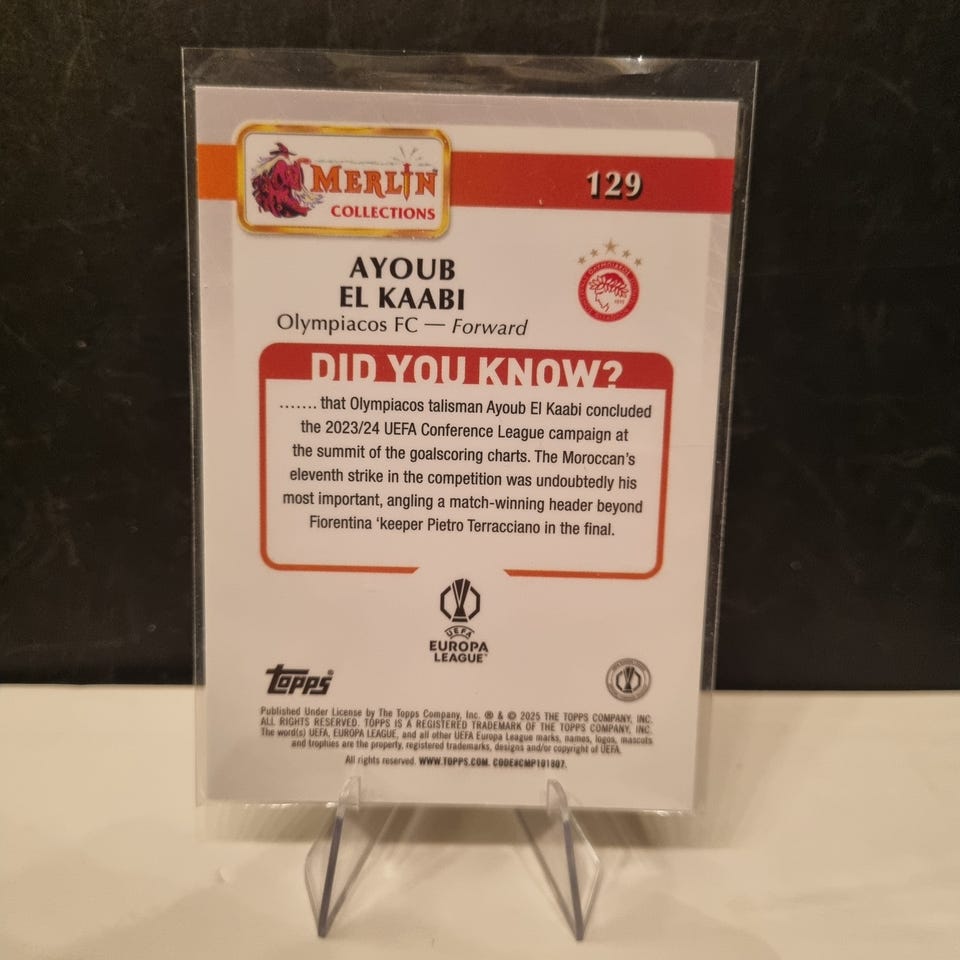 MERLIN
COLLECTIONS
129
AYOUB
EL KAABI
Olympiacos FC — Forward
DID YOU KNOW?
....... that Olympiacos talisman Ayoub El Kaabi concluded
the 2023/24 UEFA Conference League campaign at
the summit of the goalscoring charts. The Moroccan's
eleventh strike in the competition was undoubtedly his
most important, angling a match-winning header beyond
Fiorentina 'keeper Pietro Terracciano in the final.
UEFA
EUROPA
LEAGUE™
Topps®
Published Under License by The Topps Company, Inc. ® & © 2025 THE TOPPS COMPANY, INC.
ALL RIGHTS RESERVED. TOPPS IS A REGISTERED TRADEMARK OF THE TOPPS COMPANY, INC.
The word(s) UEFA, EUROPA LEAGUE, and all other UEFA Europa League marks, names, logos, mascots
and trophies are the property, registered trademarks, designs and/or copyright of UEFA.
All rights reserved. WWW.TOPPS.COM. CODE#CMP101807.